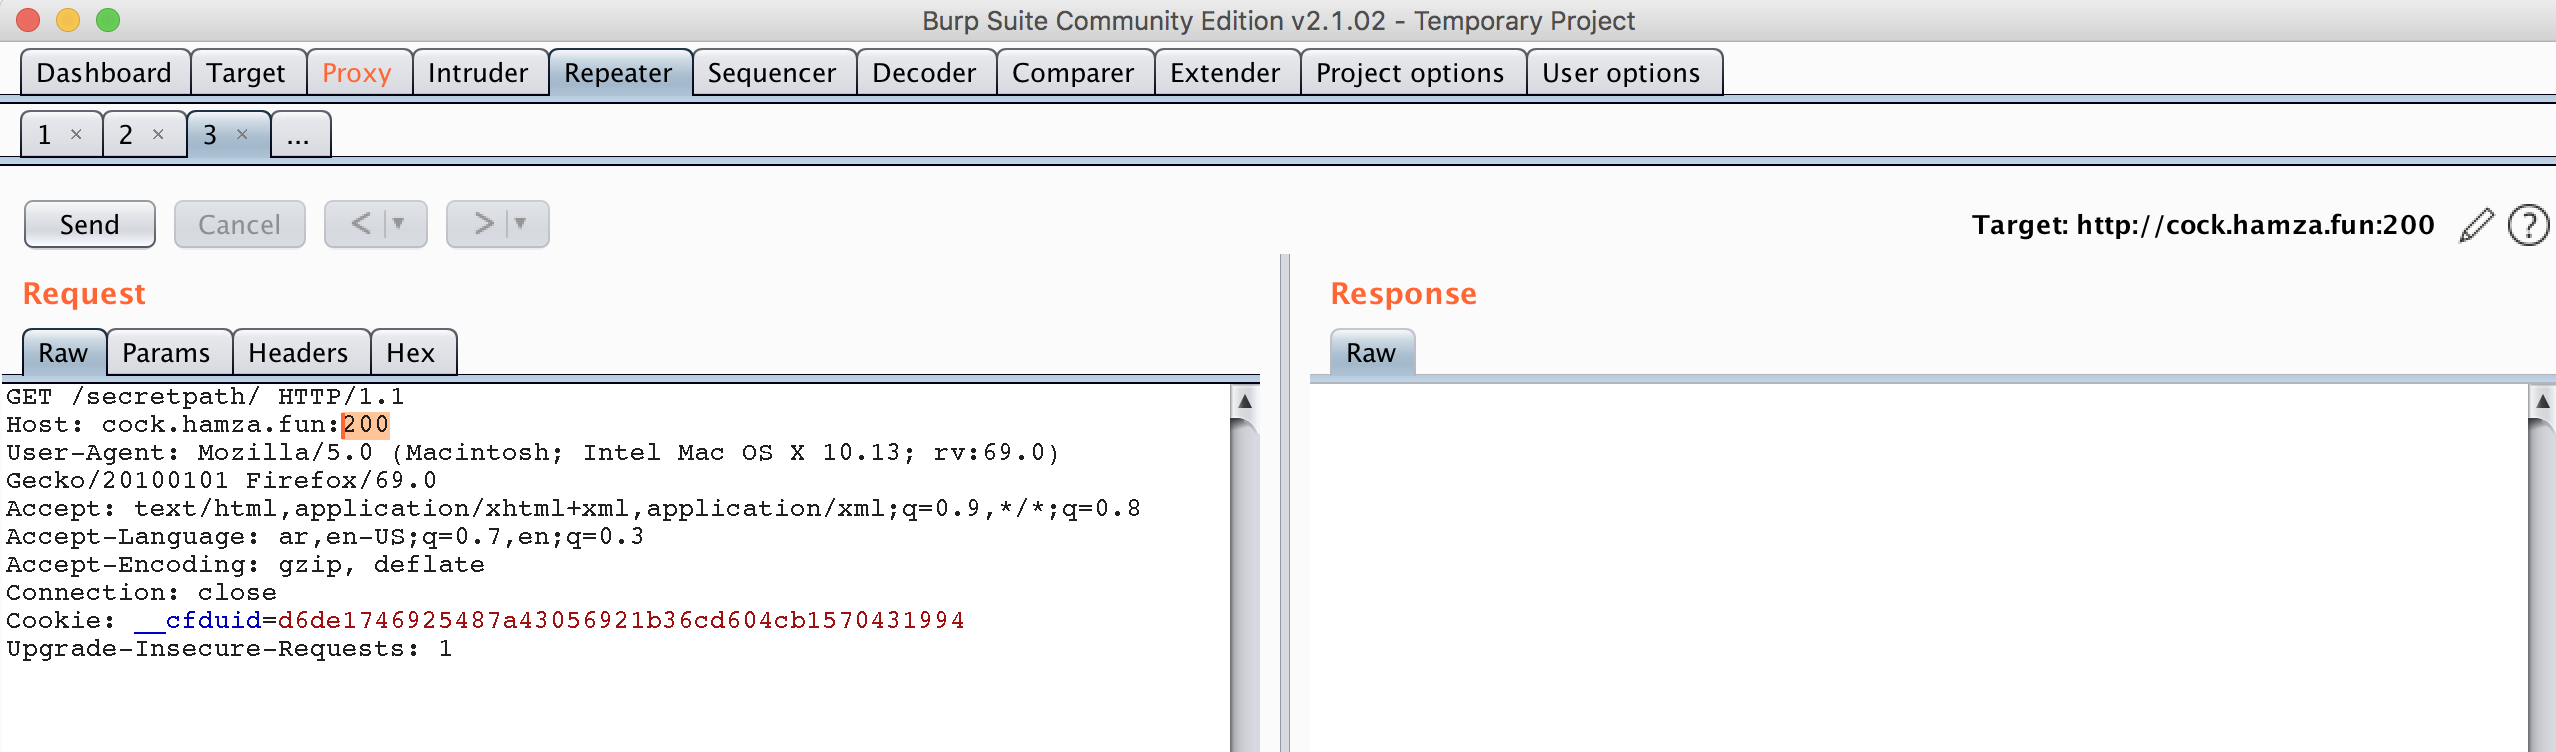 Burp Suite Community Edition v2.1.02 - Temporary Project
Dashboard Target Proxy Intruder Repeater Sequencer Decoder Comparer Extender Project options User options
1 × 2 × 3 × ...
Send Cancel < > Target: http://cock.hamza.fun:200 ?
Request Response
Raw Params Headers Hex Raw
GET /secretpath/ HTTP/1.1
Host: cock.hamza.fun:200
User-Agent: Mozilla/5.0 (Macintosh; Intel Mac OS X 10.13; rv:69.0)
Gecko/20100101 Firefox/69.0
Accept: text/html,application/xhtml+xml,application/xml;q=0.9,*/*;q=0.8
Accept-Language: ar,en-US;q=0.7,en;q=0.3
Accept-Encoding: gzip, deflate
Connection: close
Cookie: __cfduid=d6de1746925487a43056921b36cd604cb1570431994
Upgrade-Insecure-Requests: 1